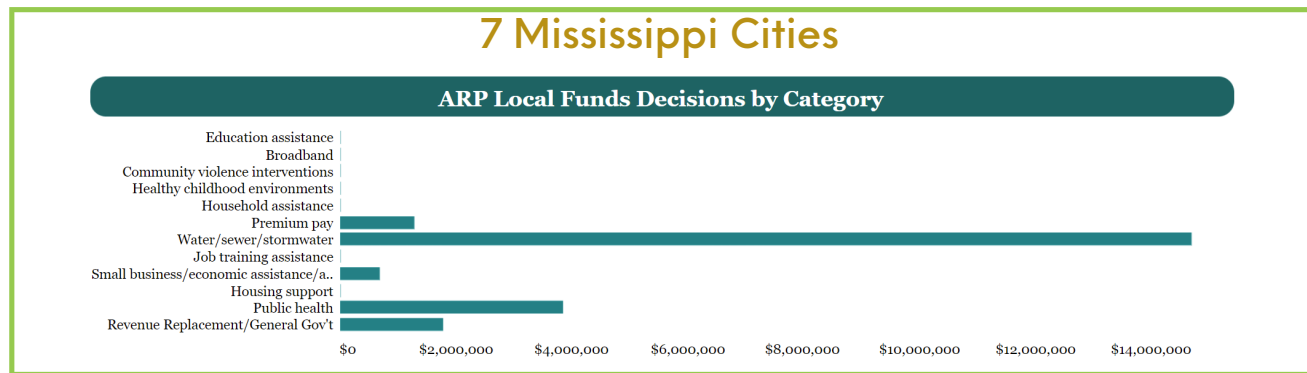 7 Mississippi Cities
ARP Local Funds Decisions by Category
Education assistance
Broadband
Community violence interventions
Healthy childhood environments
Household assistance
Premium pay
Water/sewer/stormwater
Job training assistance
Small business/economic assistance/a..
Housing support
Public health
Revenue Replacement/General Gov't
$0 $2,000,000 $4,000,000 $6,000,000 $8,000,000 $10,000,000 $12,000,000 $14,000,000